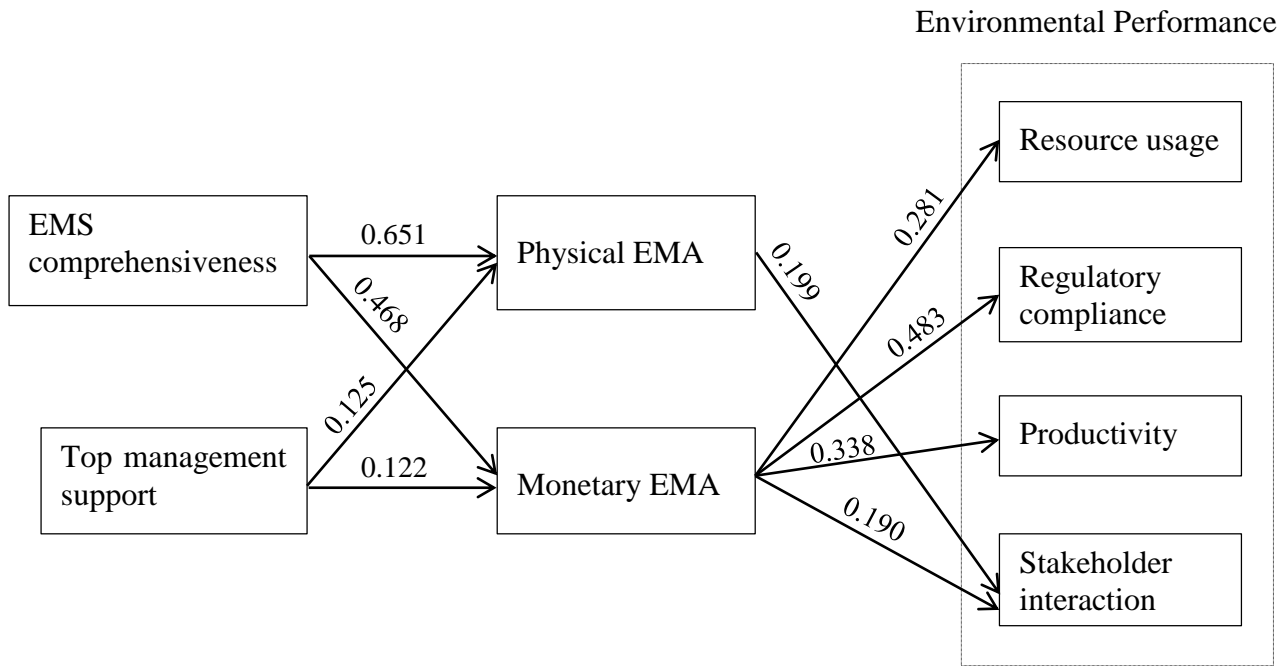 Environmental Performance
Resource usage
EMS
comprehensiveness
0.651
Physical EMA
0.281
0.199
Regulatory
compliance
0.468
0.483
0.125
Top management
support
0.122
Monetary EMA
0.338
Productivity
0.190
Stakeholder
interaction